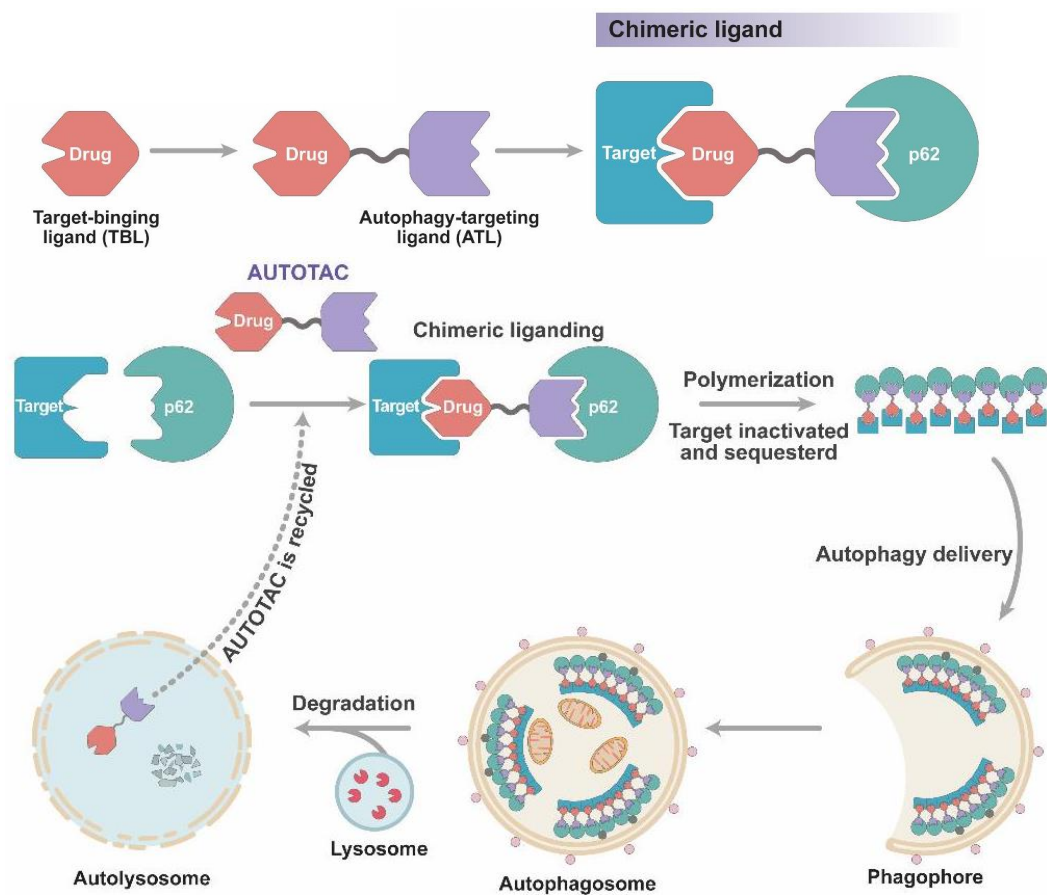 Chimeric ligand
Drug
Drug
Target
Drug
p62
Target-binging
ligand (TBL)
Autophagy-targeting
ligand (ATL)
AUTOTAC
Drug
Chimeric liganding
Target
p62
Target
Drug
p62
Polymerization
Target inactivated
and sequesterd
AUTOTAC is recycled
Autophagy delivery
Degradation
Lysosome
Autolysosome
Autophagosome
Phagophore